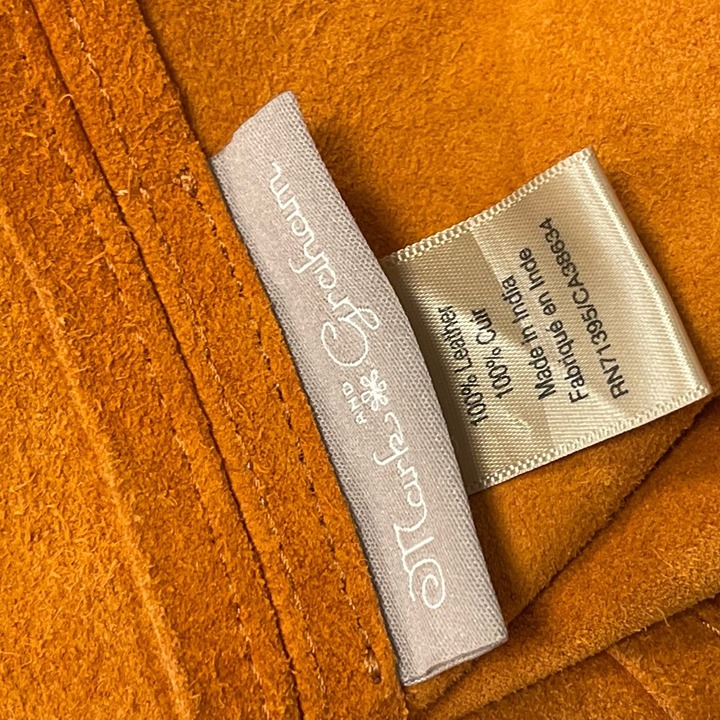 Mark AND Graham.
100% Leather
100% Cuir
Made in India
Fabriqué en Inde
RN71395/CA38634